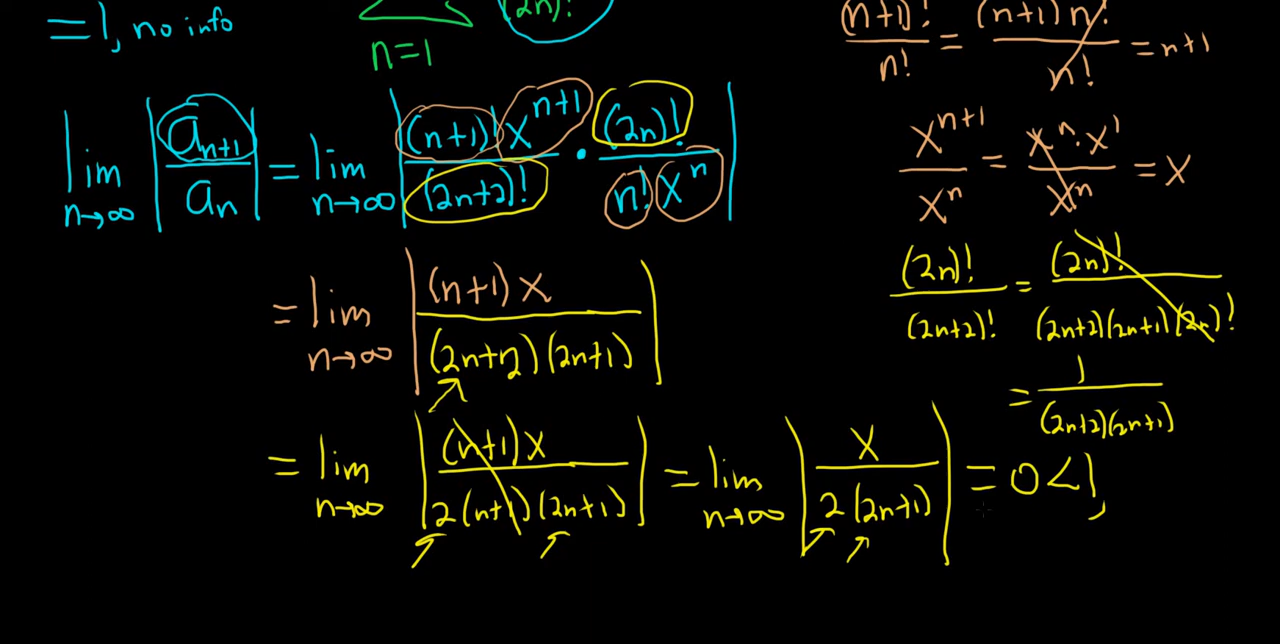 = 1, no info
n=1
(2n)!
(n+1)!/n! = (n+1) n!/n! = n+1
lim n→∞ |a_{n+1}/a_n| = lim n→∞ |(n+1)! x^{n+1}/(2n+2)! · (2n)!/(n! x^n)|
x^{n+1}/x^n = x^n · x^1/x^n = x
= lim n→∞ |(n+1) x/((2n+2)(2n+1))|
(2n)!/(2n+2)! = (2n)!/((2n+2)(2n+1)(2n)!)
= 1/((2n+2)(2n+1))
= lim n→∞ |(n+1) x/(2(n+1)(2n+1))| = lim n→∞ |x/(2(2n+1))| = 0 < 1,